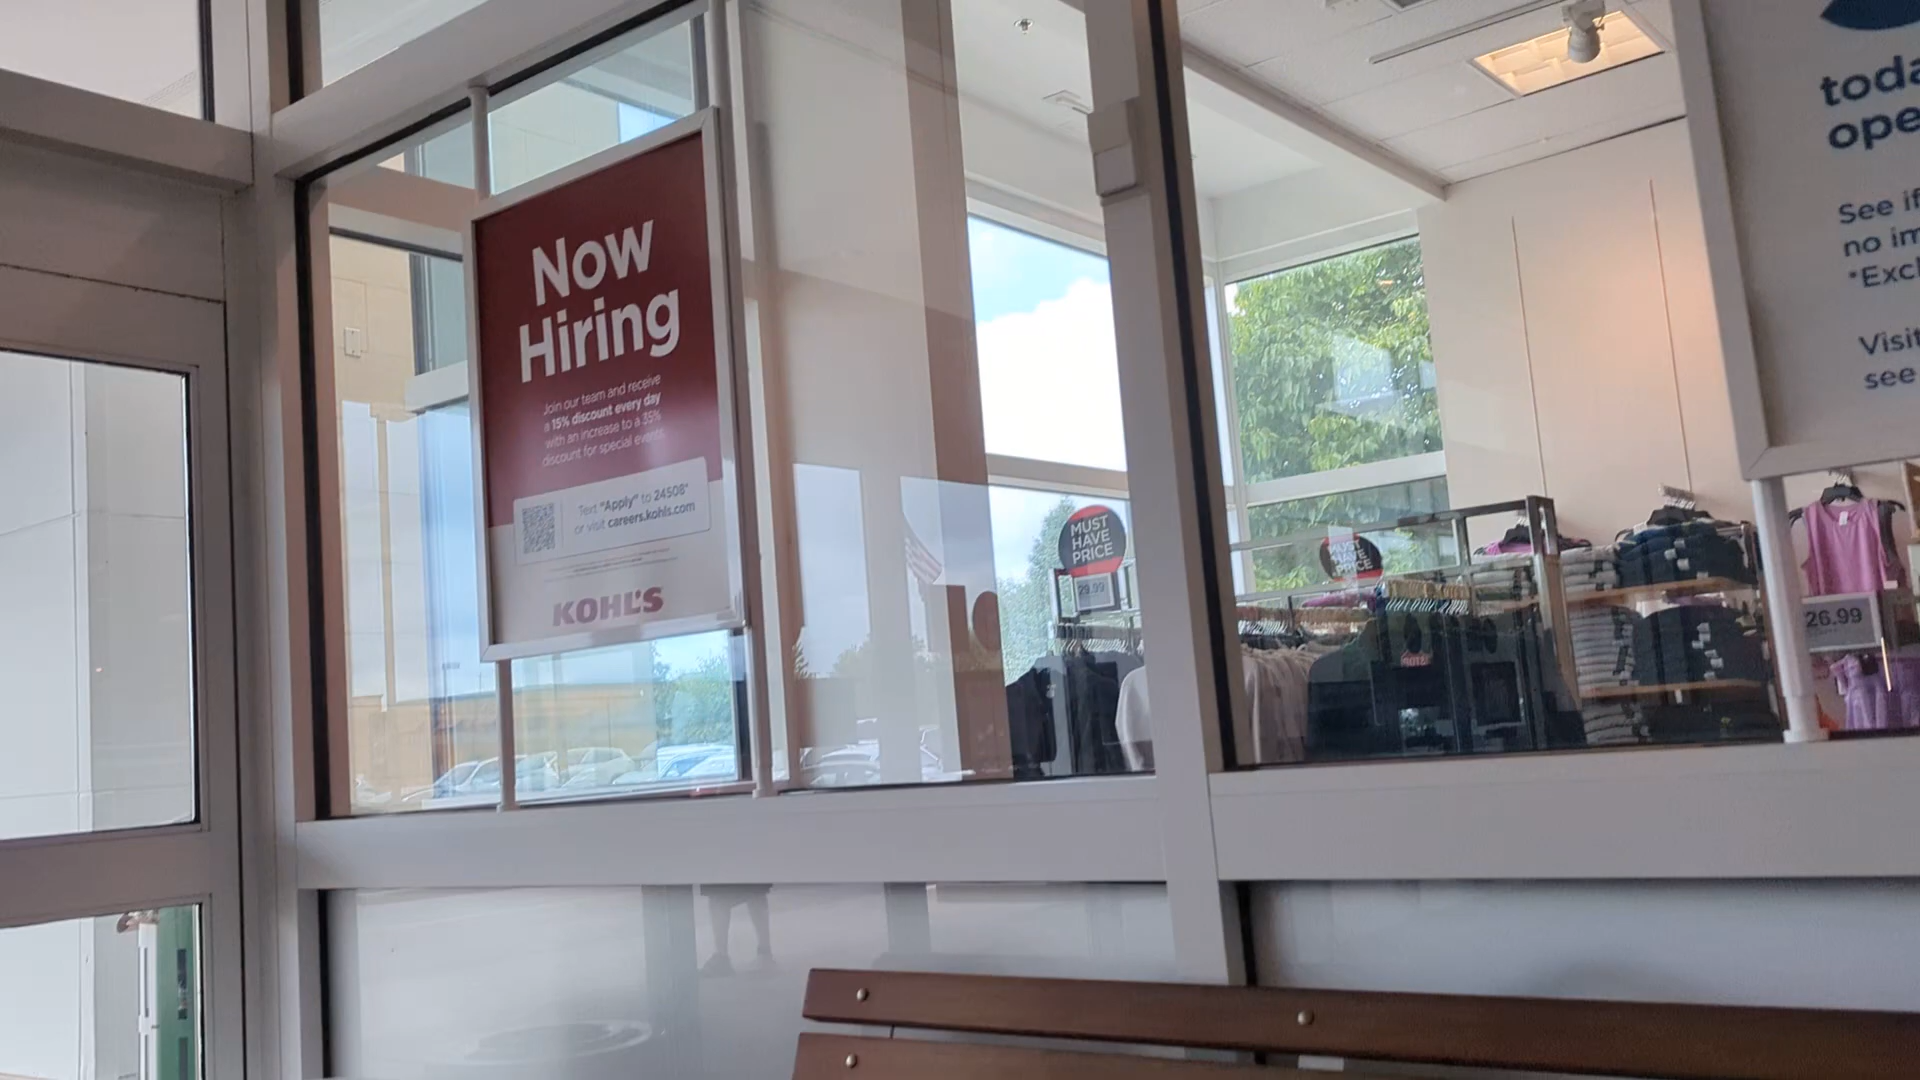 Now
Hiring
Join our team and receive
a 15% discount every day
with an increase to a 35%
discount for special events.
Text "Apply" to 24508*
or visit careers.kohls.com
KOHL'S
MUST
HAVE
PRICE
29.99
MUST
HAVE
PRICE
26.99
toda
ope
See if
no im
*Excl
Visit
see